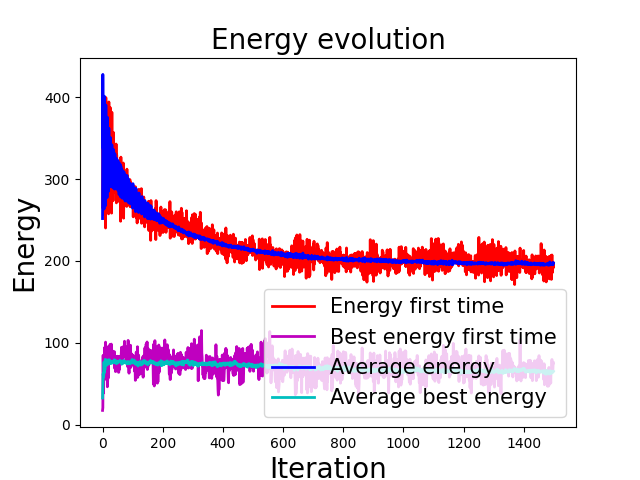 Energy evolution
400
300
200
100
0
Energy
Energy first time
Best energy first time
Average energy
Average best energy
0 200 400 600 800 1000 1200 1400
Iteration